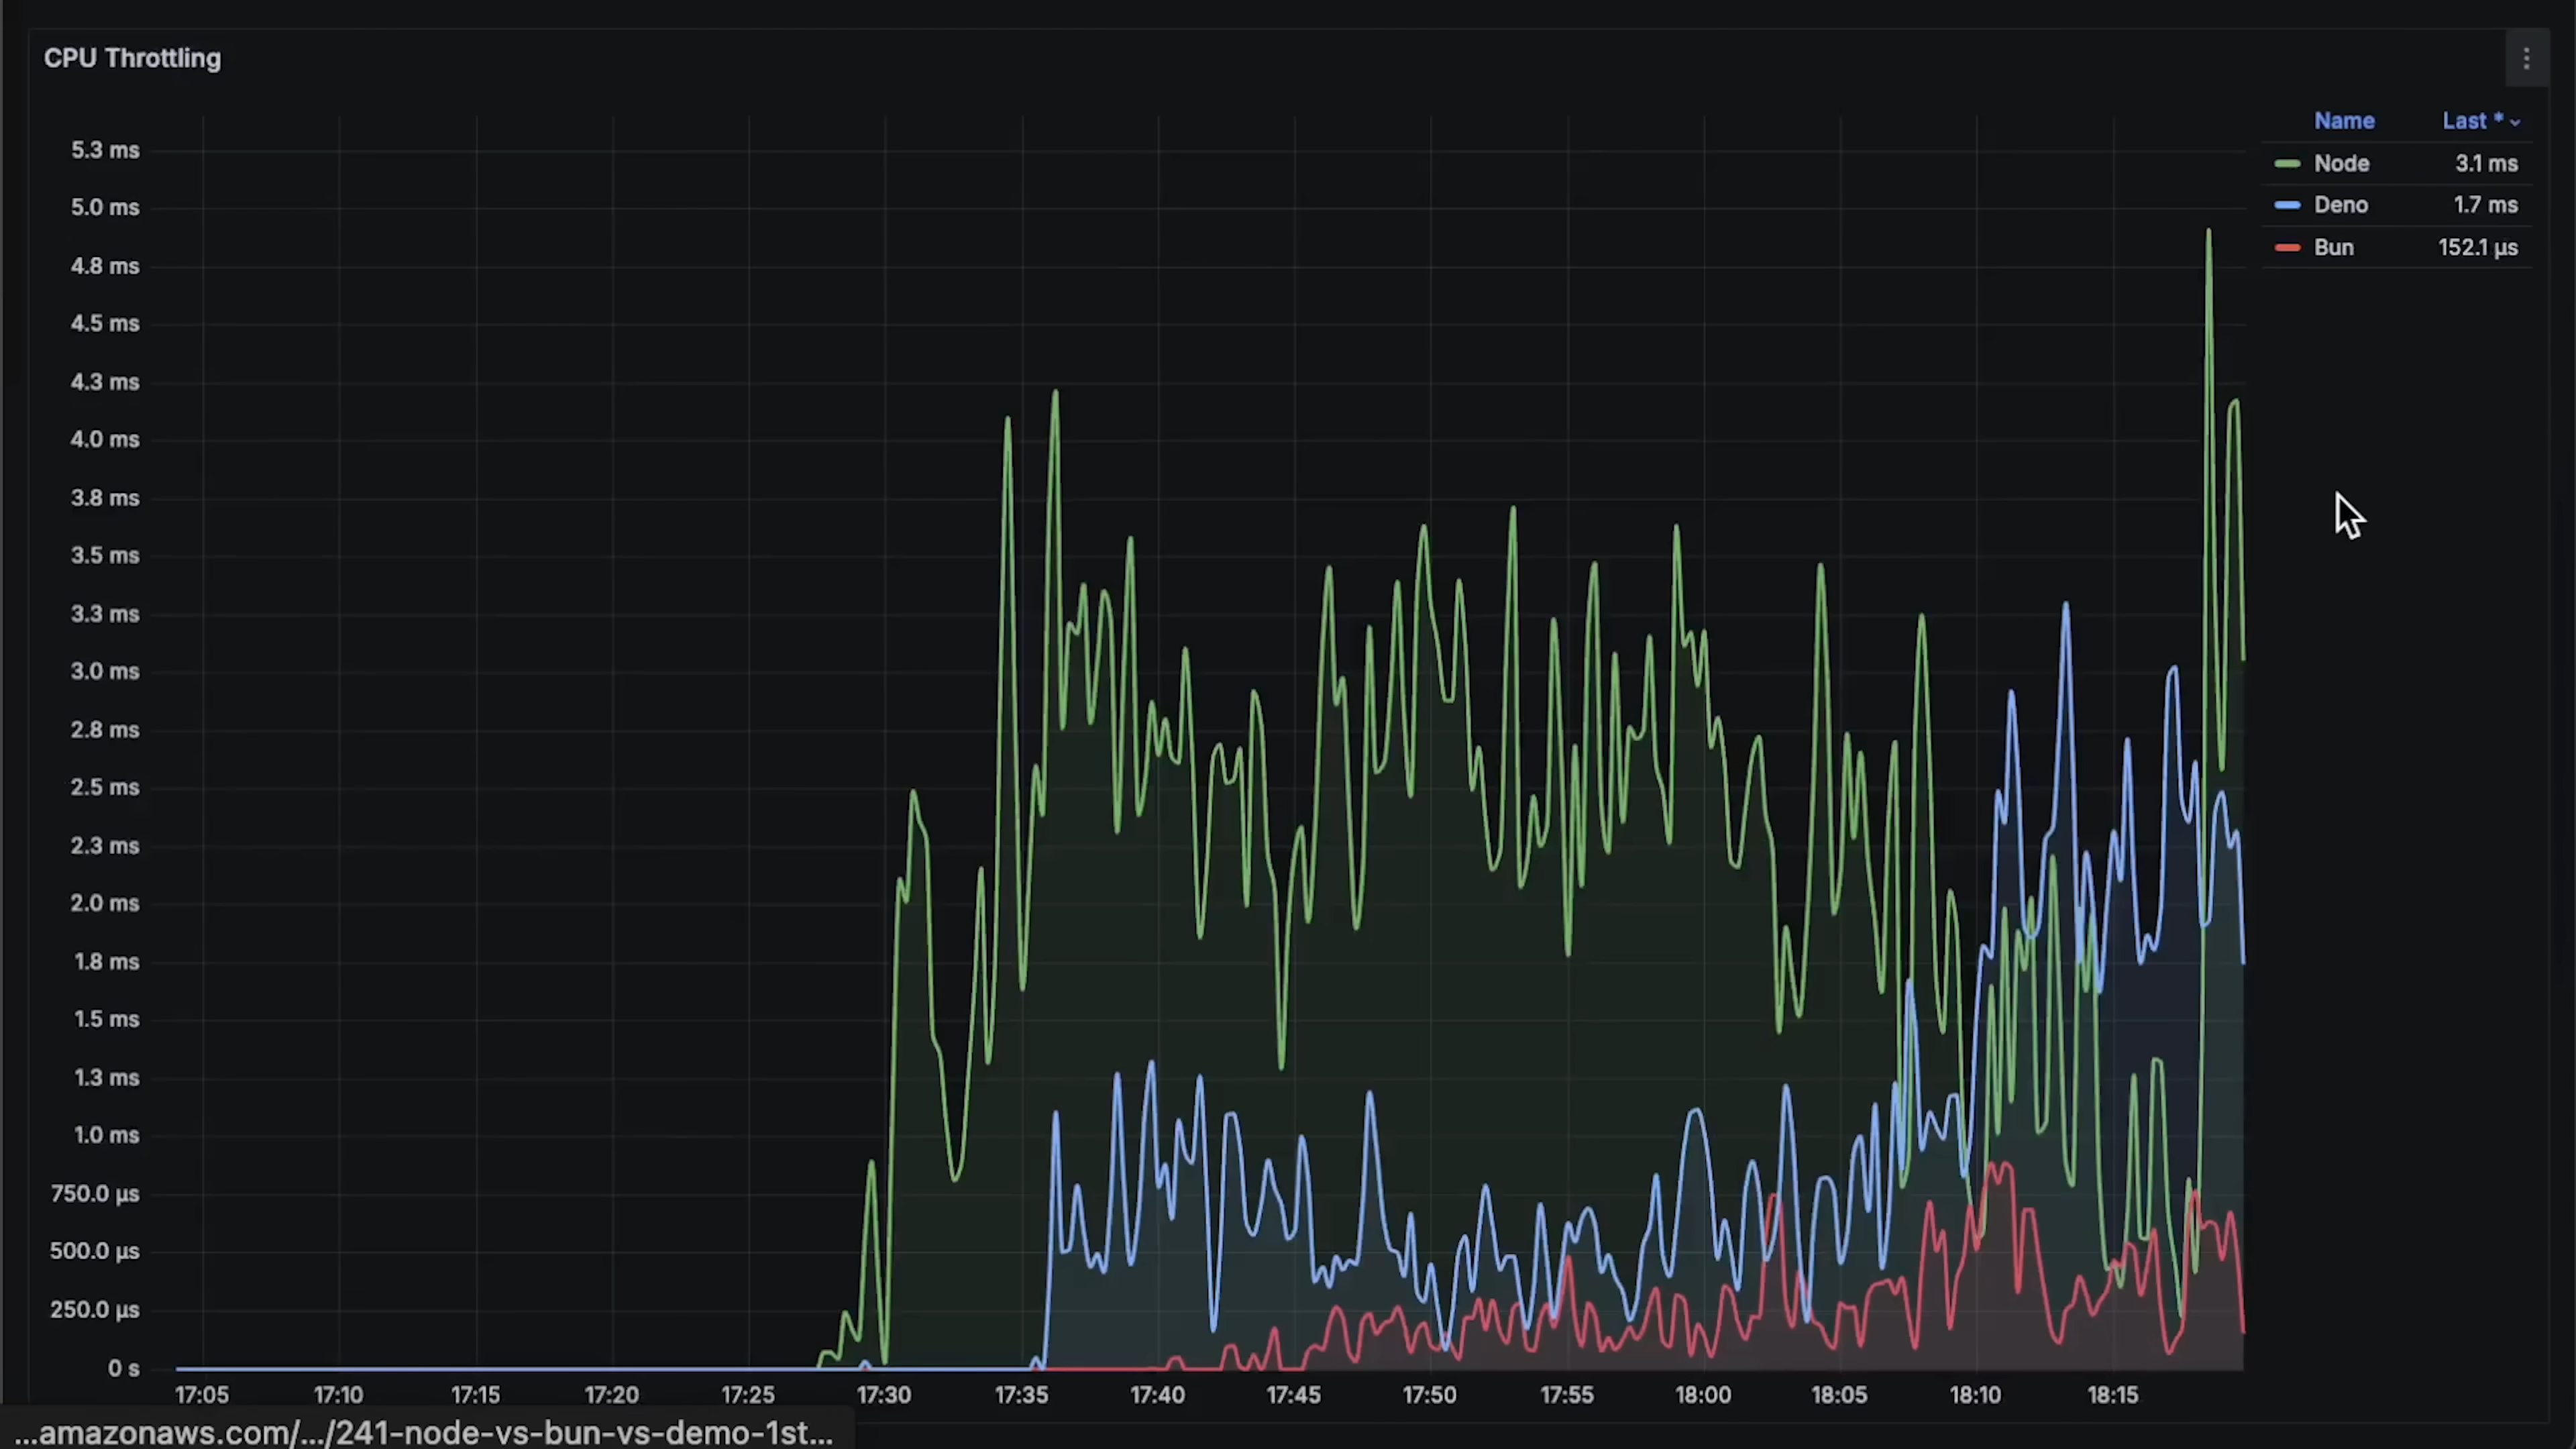 CPU Throttling
Name Last *
Node 3.1 ms
Deno 1.7 ms
Bun 152.1 µs
5.3 ms
5.0 ms
4.8 ms
4.5 ms
4.3 ms
4.0 ms
3.8 ms
3.5 ms
3.3 ms
3.0 ms
2.8 ms
2.5 ms
2.3 ms
2.0 ms
1.8 ms
1.5 ms
1.3 ms
1.0 ms
750.0 µs
500.0 µs
250.0 µs
0 s
17:05 17:10 17:15 17:20 17:25 17:30 17:35 17:40 17:45 17:50 17:55 18:00 18:05 18:10 18:15
...amazonaws.com/.../241-node-vs-bun-vs-demo-1st...